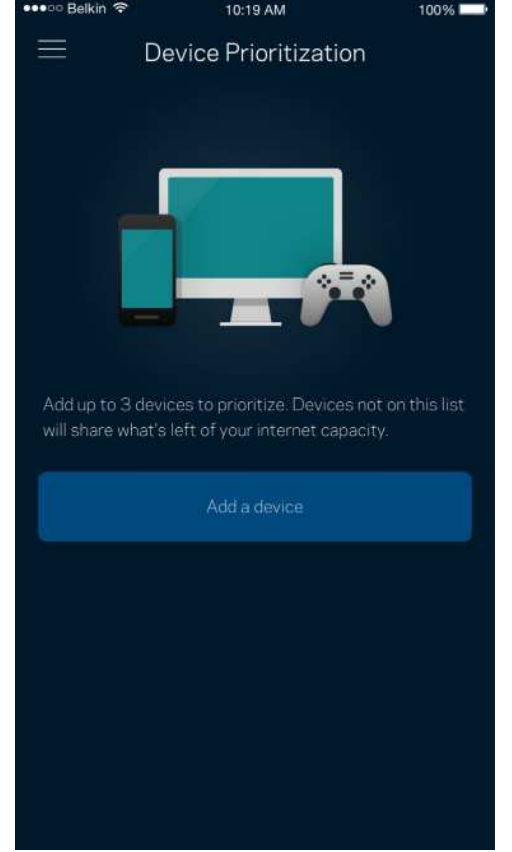 Belkin 10:19 AM 100%
Device Prioritization
Add up to 3 devices to prioritize. Devices not on this list
will share what's left of your internet capacity.
Add a device